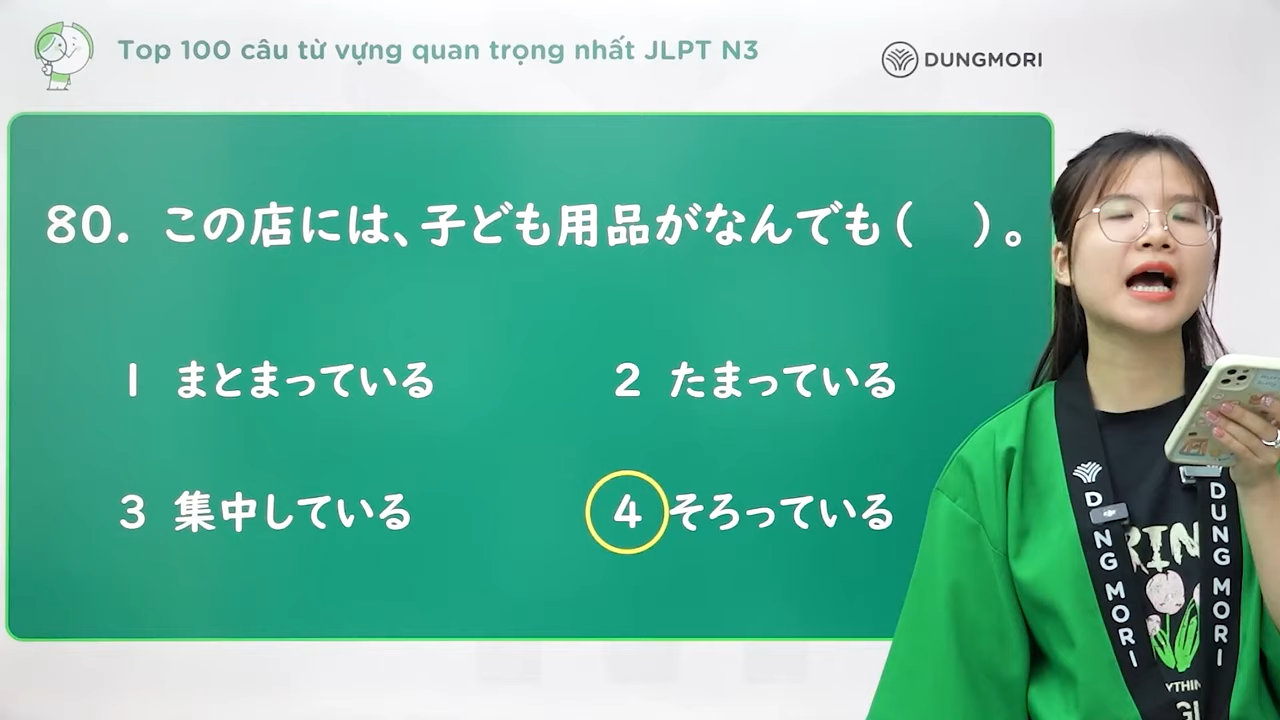 Top 100 câu từ vựng quan trọng nhất JLPT N3
DUNGMORI
80. この店には、子ども用品がなんでも(　)。
1 まとまっている
2 たまっている
3 集中している
4 そろっている
DUNG MORI
DUNG MORI
RIN